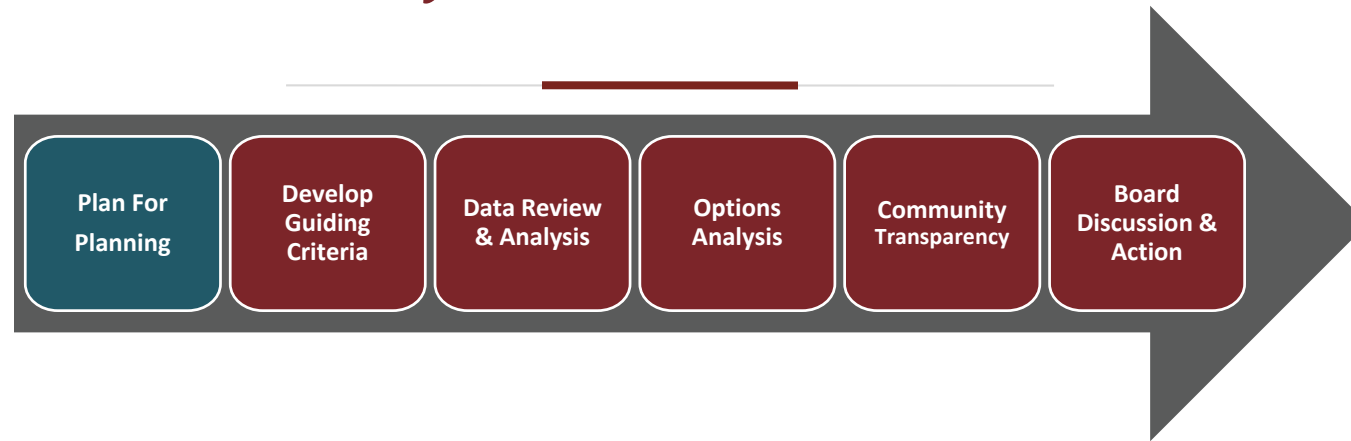 Plan For
Planning
Develop
Guiding
Criteria
Data Review
& Analysis
Options
Analysis
Community
Transparency
Board
Discussion &
Action